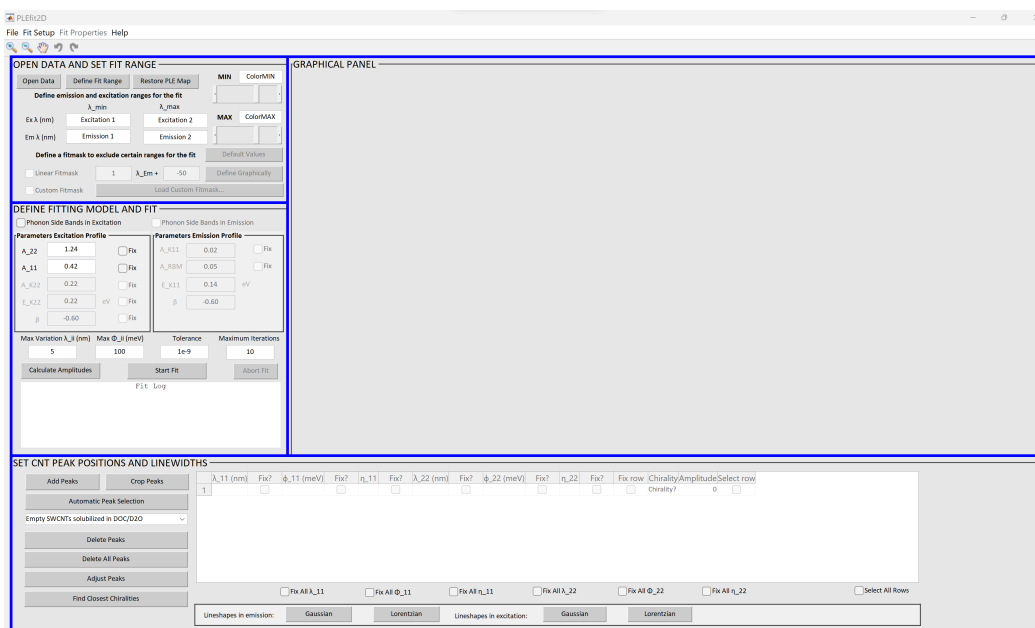 PLEfit2D
File Fit Setup Fit Properties Help
OPEN DATA AND SET FIT RANGE
Open Data Define Fit Range Restore PLE Map
MIN ColorMIN
Define emission and excitation ranges for the fit
λ_min λ_max
Ex λ (nm) Excitation 1 Excitation 2
MAX ColorMAX
Em λ (nm) Emission 1 Emission 2
Define a fitmask to exclude certain ranges for the fit Default Values
Linear Fitmask 1 λ_Em + -50 Define Graphically
Custom Fitmask Load Custom Fitmask...
GRAPHICAL PANEL
DEFINE FITTING MODEL AND FIT
Phonon Side Bands in Excitation Phonon Side Bands in Emission
Parameters Excitation Profile
A_22 1.24 Fix
A_11 0.42 Fix
A_K22 0.22 Fix
E_K22 0.22 eV Fix
β -0.60 Fix
Parameters Emission Profile
A_K11 0.02 Fix
A_RBM 0.05 Fix
E_K11 0.14 eV
β -0.60
Max Variation λ_ii (nm) Max Φ_ii (meV) Tolerance Maximum Iterations
5 100 1e-9 10
Calculate Amplitudes Start Fit Abort Fit
Fit Log
SET CNT PEAK POSITIONS AND LINEWIDTHS
Add Peaks Crop Peaks
Automatic Peak Selection
Empty SWCNTs solubilized in DOC/D2O
Delete Peaks
Delete All Peaks
Adjust Peaks
Find Closest Chiralities
λ_11 (nm) Fix? ϕ_11 (meV) Fix? η_11 Fix? λ_22 (nm) Fix? ϕ_22 (meV) Fix? η_22 Fix? Fix row Chirality Amplitude Select row
1 Chirality? 0
Fix All λ_11 Fix All Φ_11 Fix All η_11 Fix All λ_22 Fix All Φ_22 Fix All η_22 Select All Rows
Lineshapes in emission: Gaussian Lorentzian Lineshapes in excitation: Gaussian Lorentzian